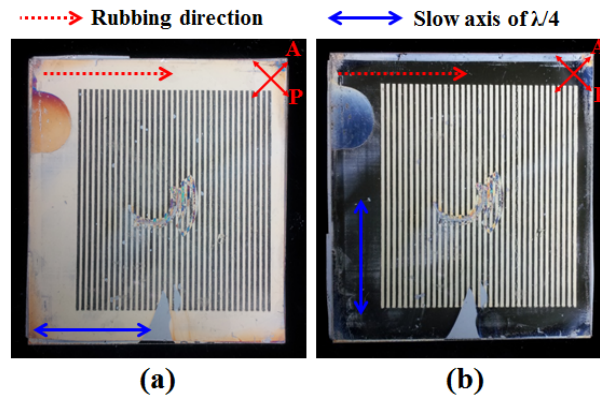 Rubbing direction
Slow axis of λ/4
A
P
A
P
(a)
(b)